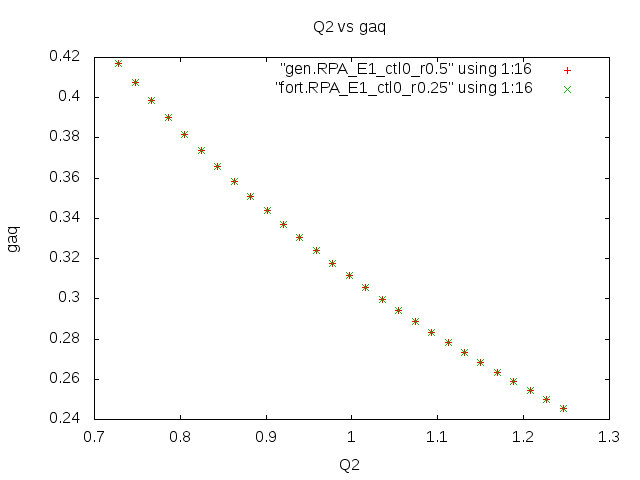 Q2 vs gaq
"gen.RPA_E1_ctl0_r0.5" using 1:16
"fort.RPA_E1_ctl0_r0.25" using 1:16
0.42
0.4
0.38
0.36
0.34
0.32
0.3
0.28
0.26
0.24
gaq
0.7 0.8 0.9 1 1.1 1.2 1.3
Q2